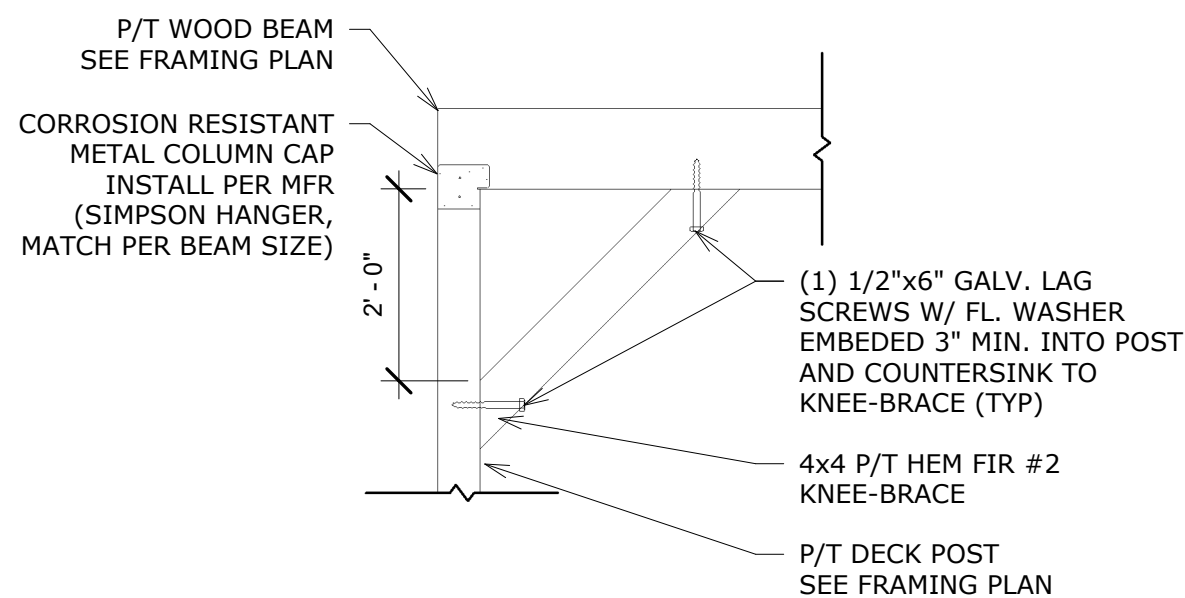 P/T WOOD BEAM
SEE FRAMING PLAN
CORROSION RESISTANT
METAL COLUMN CAP
INSTALL PER MFR
(SIMPSON HANGER,
MATCH PER BEAM SIZE)
2' - 0"
(1) 1/2"x6" GALV. LAG
SCREWS W/ FL. WASHER
EMBEDED 3" MIN. INTO POST
AND COUNTERSINK TO
KNEE-BRACE (TYP)
4x4 P/T HEM FIR #2
KNEE-BRACE
P/T DECK POST
SEE FRAMING PLAN